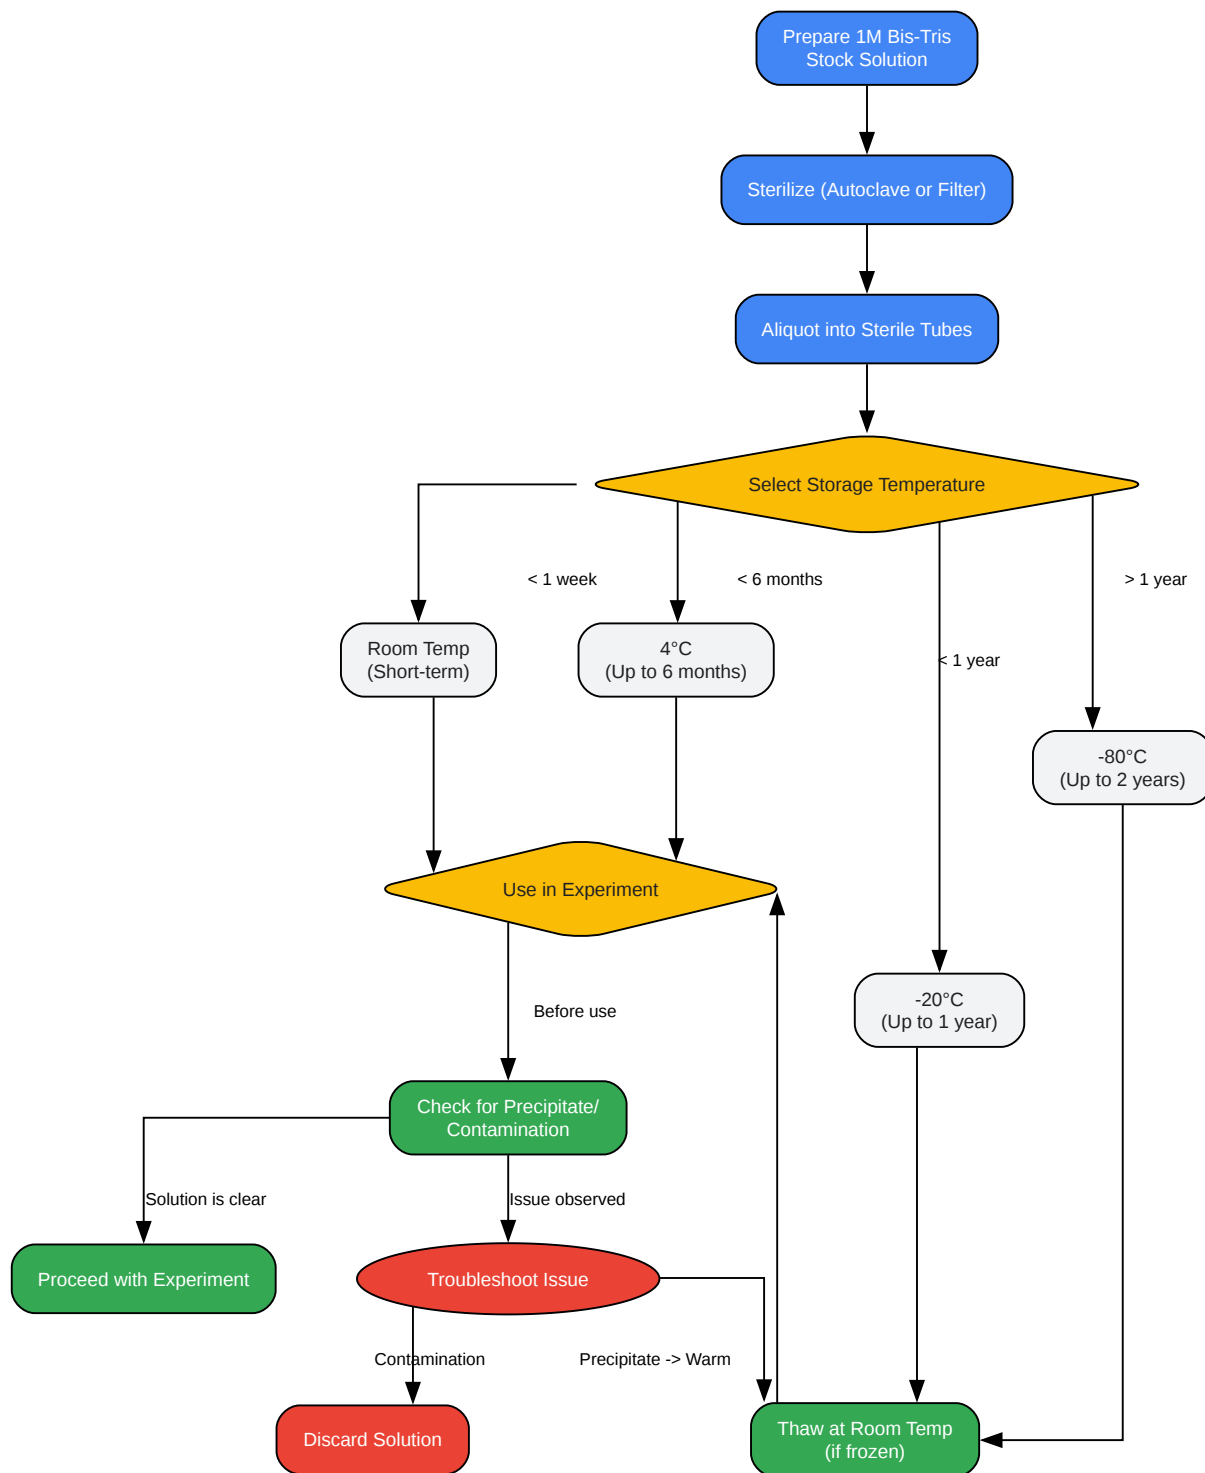 Prepare 1M Bis-Tris
Stock Solution
Sterilize (Autoclave or Filter)
Aliquot into Sterile Tubes
Select Storage Temperature
< 1 week
< 6 months
> 1 year
Room Temp
(Short-term)
4°C
(Up to 6 months)
< 1 year
-80°C
(Up to 2 years)
Use in Experiment
-20°C
(Up to 1 year)
Before use
Check for Precipitate/
Contamination
Solution is clear
Issue observed
Proceed with Experiment
Troubleshoot Issue
Contamination
Precipitate -> Warm
Discard Solution
Thaw at Room Temp
(if frozen)